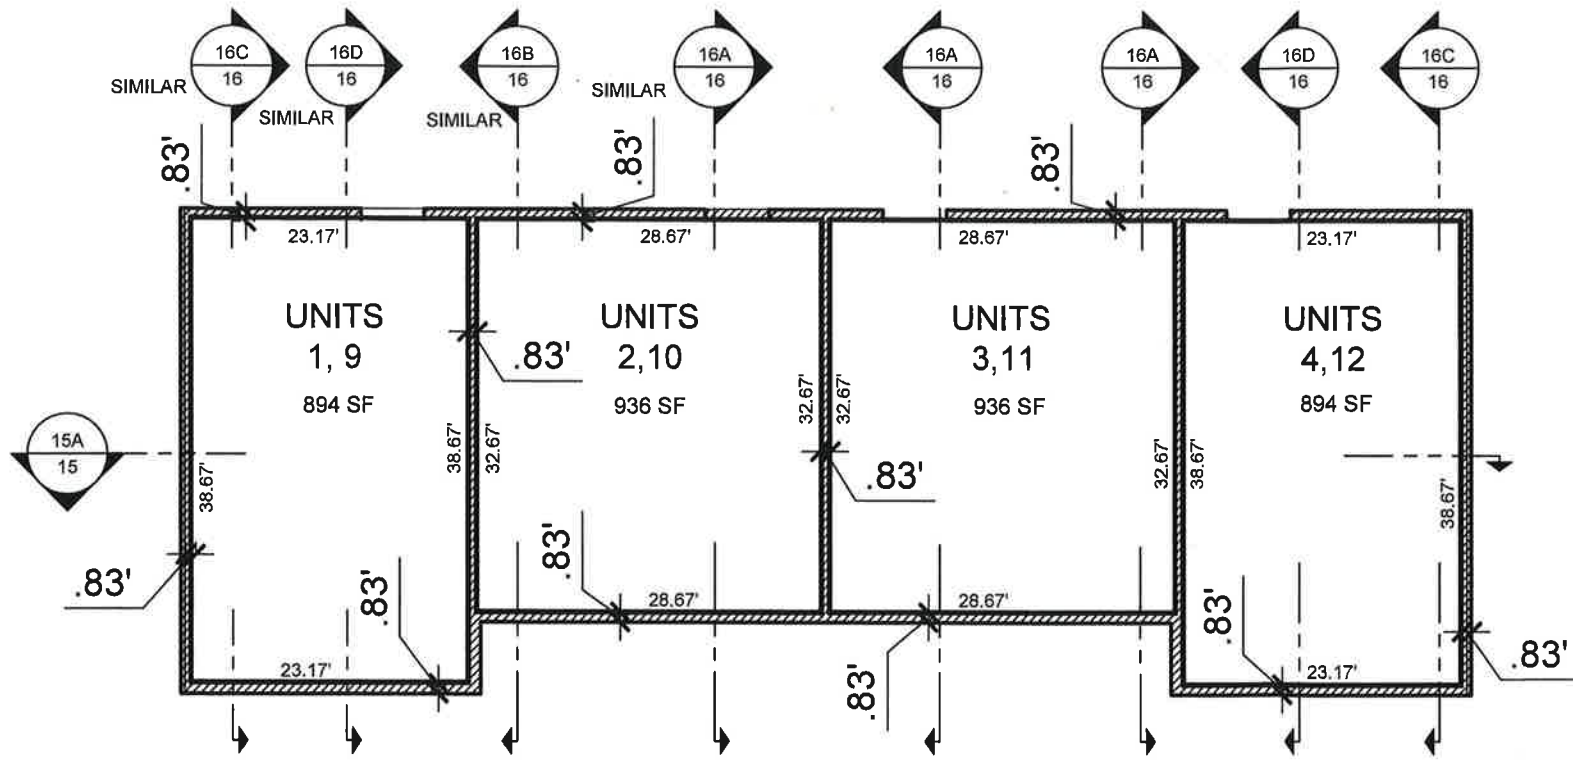 16C
16
16D
16
16B
16
16A
16
16A
16
16A
16
16D
16
16C
16
SIMILAR
SIMILAR
SIMILAR
SIMILAR
.83'
.83'
.83'
23.17'
28.67'
28.67'
23.17'
UNITS
1, 9
894 SF
UNITS
2,10
936 SF
UNITS
3,11
936 SF
UNITS
4,12
894 SF
.83'
15A
15
38.67'
38.67'
32.67'
32.67'
32.67'
32.67'
38.67'
38.67'
.83'
.83'
.83'
.83'
28.67'
28.67'
.83'
.83'
.83'
23.17'
23.17'